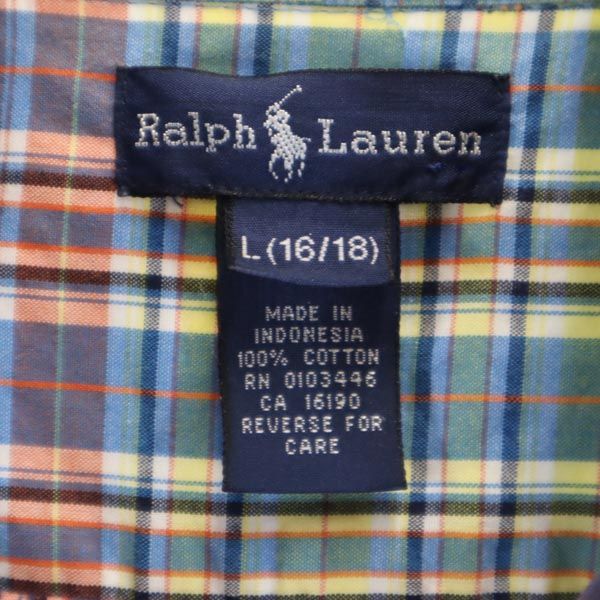 Ralph Lauren
L (16/18)
MADE IN
INDONESIA
100% COTTON
RN 0103446
CA 16190
REVERSE FOR
CARE